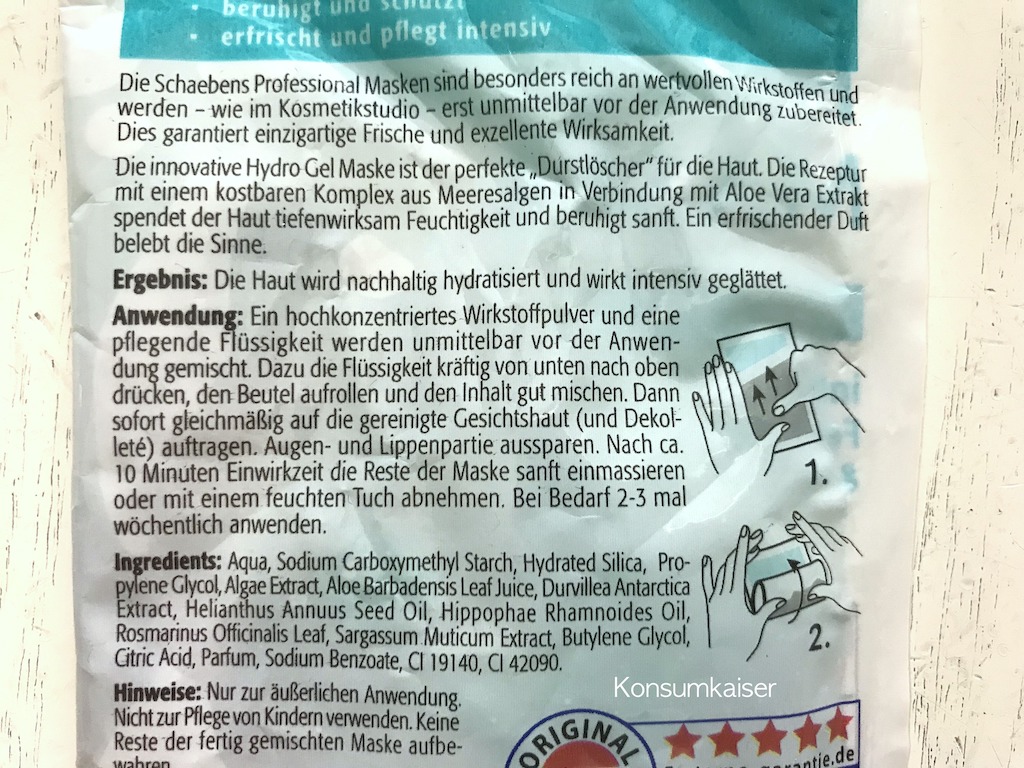 · beruhigt und schützt
· erfrischt und pflegt intensiv
Die Schaebens Professional Masken sind besonders reich an wertvollen Wirkstoffen und
werden – wie im Kosmetikstudio – erst unmittelbar vor der Anwendung zubereitet.
Dies garantiert einzigartige Frische und exzellente Wirksamkeit.
Die innovative Hydro Gel Maske ist der perfekte „Durstlöscher“ für die Haut. Die Rezeptur
mit einem kostbaren Komplex aus Meeresalgen in Verbindung mit Aloe Vera Extrakt
spendet der Haut tiefenwirksam Feuchtigkeit und beruhigt sanft. Ein erfrischender Duft
belebt die Sinne.
Ergebnis: Die Haut wird nachhaltig hydratisiert und wirkt intensiv geglättet.
Anwendung: Ein hochkonzentriertes Wirkstoffpulver und eine
pflegende Flüssigkeit werden unmittelbar vor der Anwen-
dung gemischt. Dazu die Flüssigkeit kräftig von unten nach oben
drücken, den Beutel aufrollen und den Inhalt gut mischen. Dann
sofort gleichmäßig auf die gereinigte Gesichtshaut (und Dekol-
leté) auftragen. Augen- und Lippenpartie aussparen. Nach ca.
10 Minuten Einwirkzeit die Reste der Maske sanft einmassieren
oder mit einem feuchten Tuch abnehmen. Bei Bedarf 2-3 mal
wöchentlich anwenden.
1.
Ingredients: Aqua, Sodium Carboxymethyl Starch, Hydrated Silica, Pro-
pylene Glycol, Algae Extract, Aloe Barbadensis Leaf Juice, Durvillea Antarctica
Extract, Helianthus Annuus Seed Oil, Hippophae Rhamnoides Oil,
Rosmarinus Officinalis Leaf, Sargassum Muticum Extract, Butylene Glycol,
Citric Acid, Parfum, Sodium Benzoate, CI 19140, CI 42090.
2.
Hinweise: Nur zur äußerlichen Anwendung.
Nicht zur Pflege von Kindern verwenden. Keine
Reste der fertig gemischten Maske aufbe-
wahren.
Konsumkaiser
ORIGINAL
garantie.de